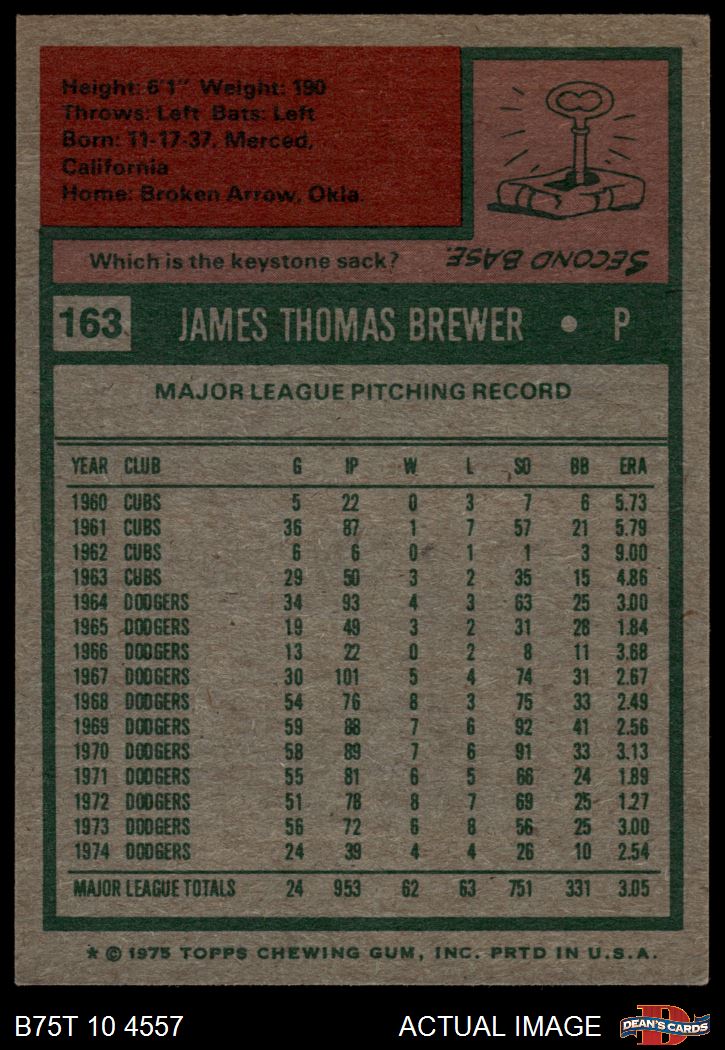 Height: 6'1" Weight: 190
Throws: Left Bats: Left
Born: 11-17-37, Merced,
California
Home: Broken Arrow, Okla.
Which is the keystone sack?
SECOND BASE.
163 JAMES THOMAS BREWER • P
MAJOR LEAGUE PITCHING RECORD
YEAR CLUB G IP W L SO BB ERA
1960 CUBS 5 22 0 3 7 6 5.73
1961 CUBS 36 87 1 7 57 21 5.79
1962 CUBS 6 6 0 1 1 3 9.00
1963 CUBS 29 50 3 2 35 15 4.86
1964 DODGERS 34 93 4 3 63 25 3.00
1965 DODGERS 19 49 3 2 31 28 1.84
1966 DODGERS 13 22 0 2 8 11 3.68
1967 DODGERS 30 101 5 4 74 31 2.67
1968 DODGERS 54 76 8 3 75 33 2.49
1969 DODGERS 59 88 7 6 92 41 2.56
1970 DODGERS 58 89 7 6 91 33 3.13
1971 DODGERS 55 81 6 5 66 24 1.89
1972 DODGERS 51 78 8 7 69 25 1.27
1973 DODGERS 56 72 6 8 56 25 3.00
1974 DODGERS 24 39 4 4 26 10 2.54
MAJOR LEAGUE TOTALS 24 953 62 63 751 331 3.05
* © 1975 TOPPS CHEWING GUM, INC. PRTD IN U.S.A.
B75T 10 4557 ACTUAL IMAGE
D
DEAN'S CARDS